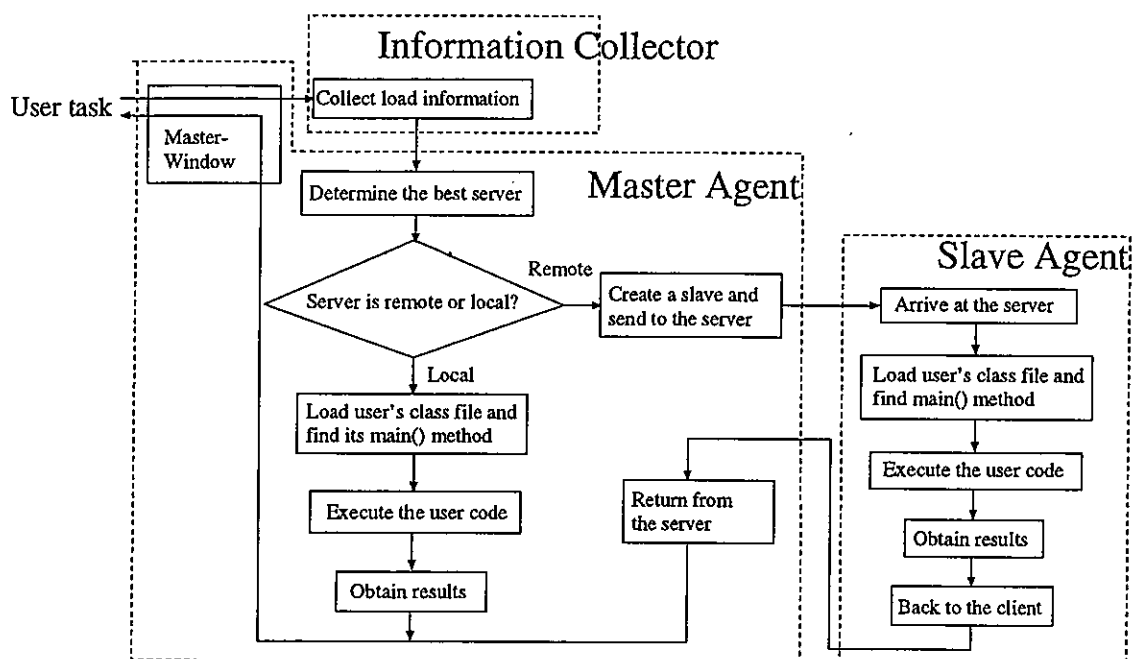 Information Collector
User task
Collect load information
Master-
Window
Determine the best server
Master Agent
Slave Agent
Server is remote or local?
Remote
Create a slave and
send to the server
Arrive at the server
Local
Load user's class file and
find its main() method
Load user's class file and
find main() method
Execute the user code
Return from
the server
Execute the user code
Obtain results
Obtain results
Back to the client